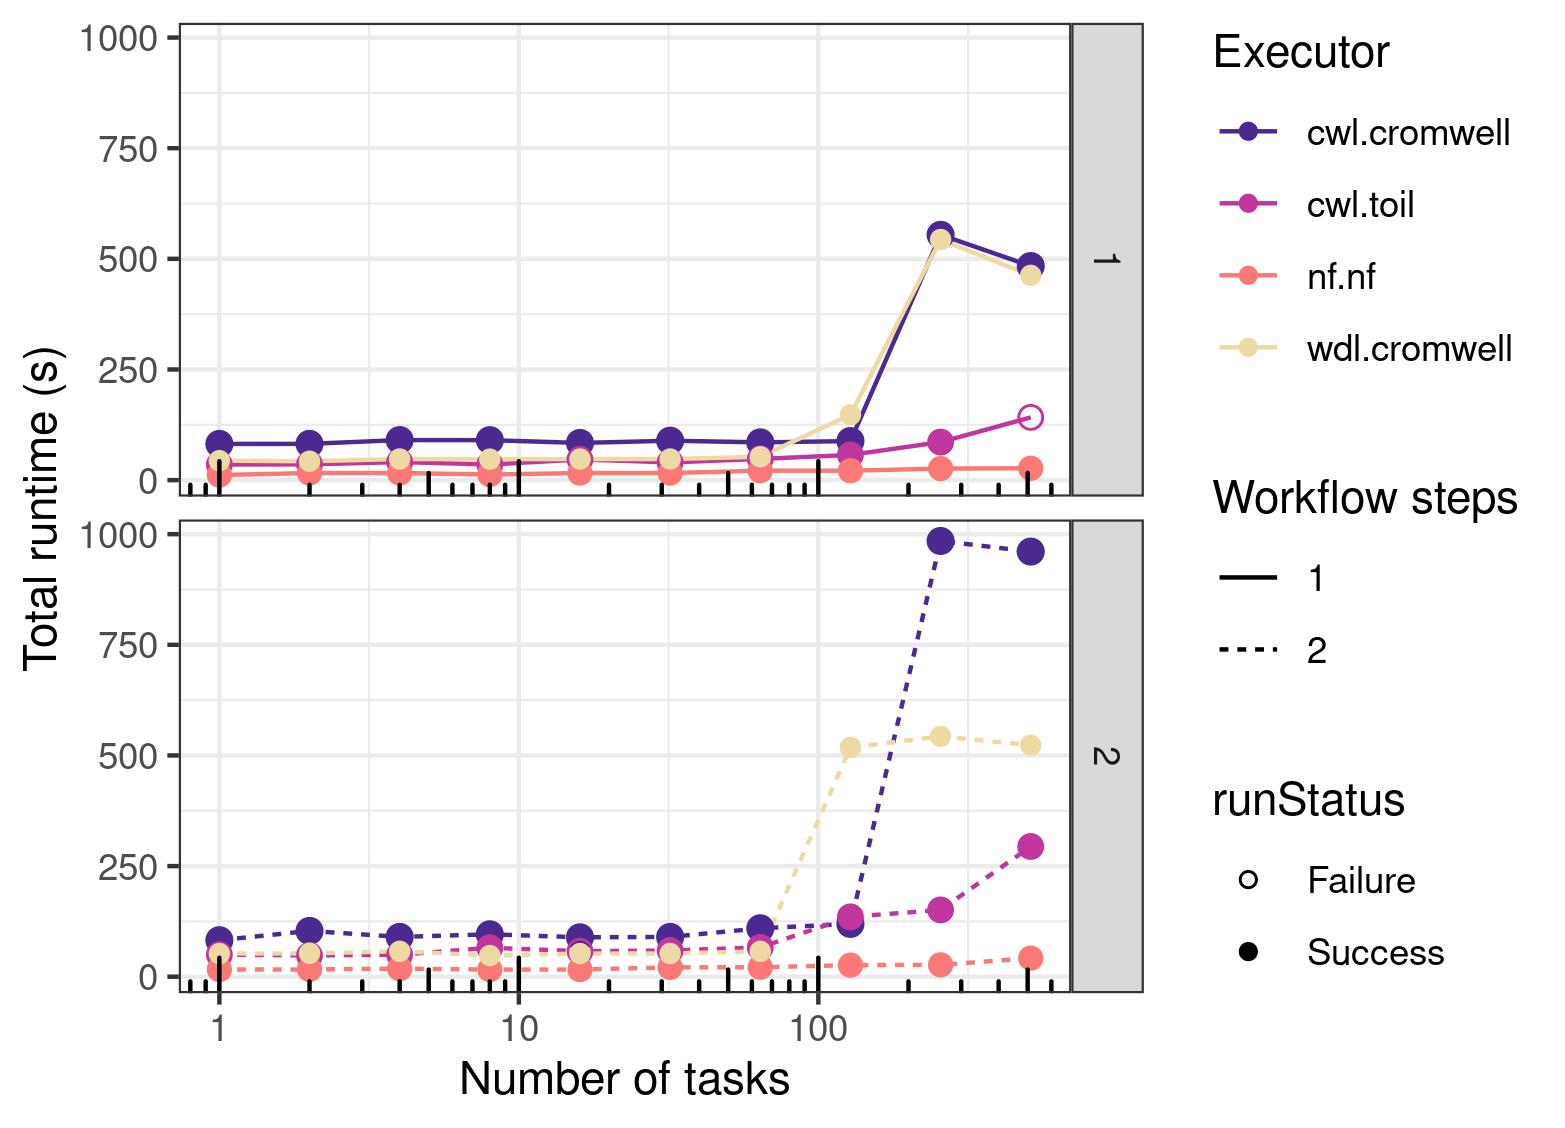 Total runtime (s)
1000
750
500
250
0
1
1000
750
500
250
0
2
1
10
100
Number of tasks
Executor
cwl.cromwell
cwl.toil
nf.nf
wdl.cromwell
Workflow steps
1
2
runStatus
Failure
Success